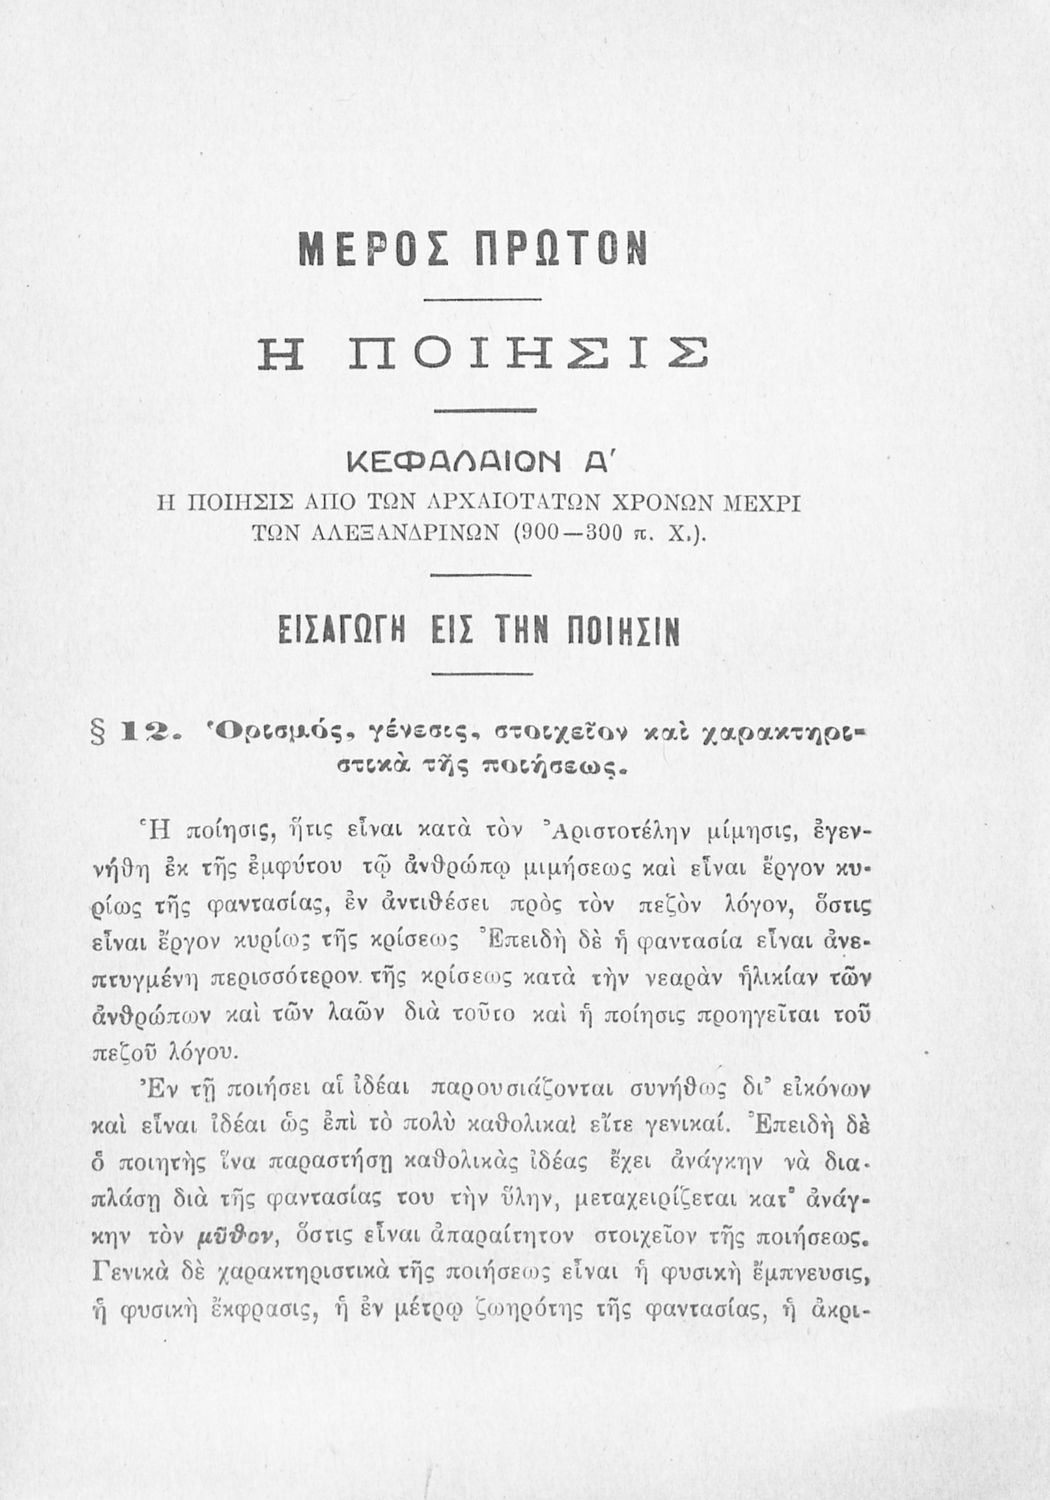 ΜΕΡΟΣ ΠΡΩΤΟΝ
Η ΠΟΙΗΣΙΣ
ΚΕΦΑΛΑΙΟΝ Α΄
Η ΠΟΙΗΣΙΣ ΑΠΟ ΤΩΝ ΑΡΧΑΙΟΤΑΤΩΝ ΧΡΟΝΩΝ ΜΕΧΡΙ
ΤΩΝ ΑΛΕΞΑΝΔΡΙΝΩΝ (900—300 π. Χ.).
ΕΙΣΑΓΩΓΗ ΕΙΣ ΤΗΝ ΠΟΙΗΣΙΝ
§ 12. Ὁρισμός, γένεσις, στοιχεῖον καὶ χαρακτηρι-
στικὰ τῆς ποιήσεως.
Ἡ ποίησις, ἥτις εἶναι κατὰ τὸν Ἀριστοτέλην μίμησις, ἐγεν-
νήθη ἐκ τῆς ἐμφύτου τῷ ἀνθρώπῳ μιμήσεως καὶ εἶναι ἔργον κυ-
ρίως τῆς φαντασίας, ἐν ἀντιθέσει πρὸς τὸν πεζὸν λόγον, ὅστις
εἶναι ἔργον κυρίως τῆς κρίσεως Ἐπειδὴ δὲ ἡ φαντασία εἶναι ἀνε-
πτυγμένη περισσότερον τῆς κρίσεως κατὰ τὴν νεαρὰν ἡλικίαν τῶν
ἀνθρώπων καὶ τῶν λαῶν διὰ τοῦτο καὶ ἡ ποίησις προηγεῖται τοῦ
πεζοῦ λόγου.
Ἐν τῇ ποιήσει αἱ ἰδέαι παρουσιάζονται συνήθως δι' εἰκόνων
καὶ εἶναι ἰδέαι ὡς ἐπὶ τὸ πολὺ καθολικαὶ εἴτε γενικαί. Ἐπειδὴ δὲ
ὁ ποιητὴς ἵνα παραστήσῃ καθολικὰς ἰδέας ἔχει ἀνάγκην νὰ δια-
πλάσῃ διὰ τῆς φαντασίας του τὴν ὕλην, μεταχειρίζεται κατ' ἀνάγ-
κην τὸν μῦθον, ὅστις εἶναι ἀπαραίτητον στοιχεῖον τῆς ποιήσεως.
Γενικὰ δὲ χαρακτηριστικὰ τῆς ποιήσεως εἶναι ἡ φυσικὴ ἔμπνευσις,
ἡ φυσικὴ ἔκφρασις, ἡ ἐν μέτρῳ ζωηρότης τῆς φαντασίας, ἡ ἀκρι-